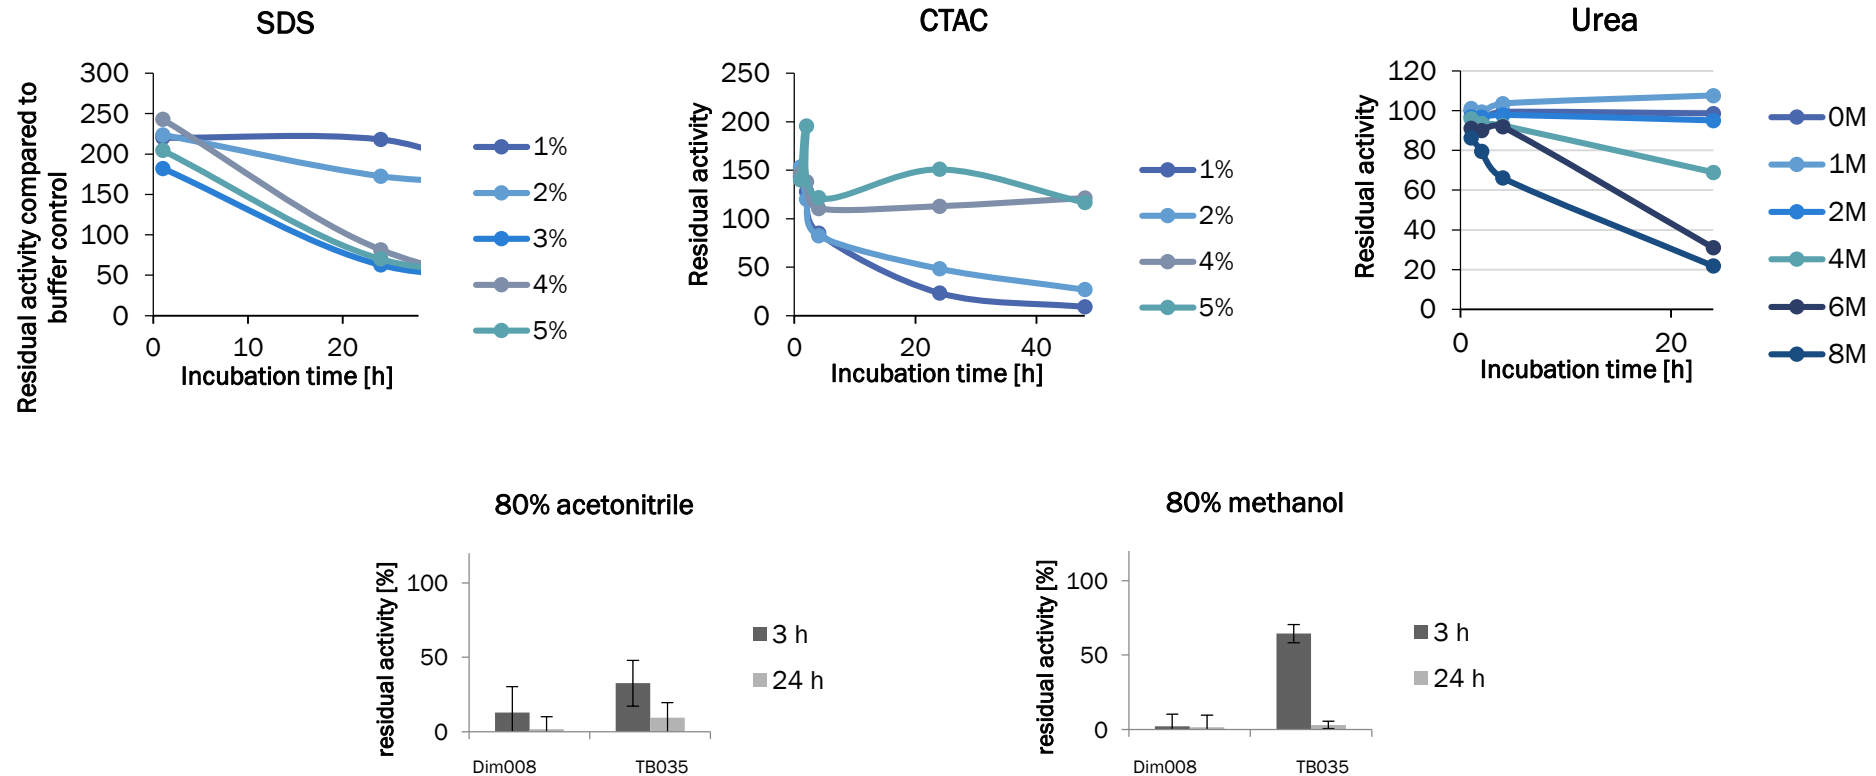 SDS
Residual activity compared to
buffer control
300
250
200
150
100
50
0
0 10 20
Incubation time [h]
1%
2%
3%
4%
5%
CTAC
Residual activity
250
200
150
100
50
0
0 20 40
Incubation time [h]
1%
2%
4%
5%
Urea
Residual activity
120
100
80
60
40
20
0
0 20
Incubation time [h]
0M
1M
2M
4M
6M
8M
80% acetonitrile
residual activity [%]
100
50
0
Dim008 TB035
3 h
24 h
80% methanol
residual activity [%]
100
50
0
Dim008 TB035
3 h
24 h